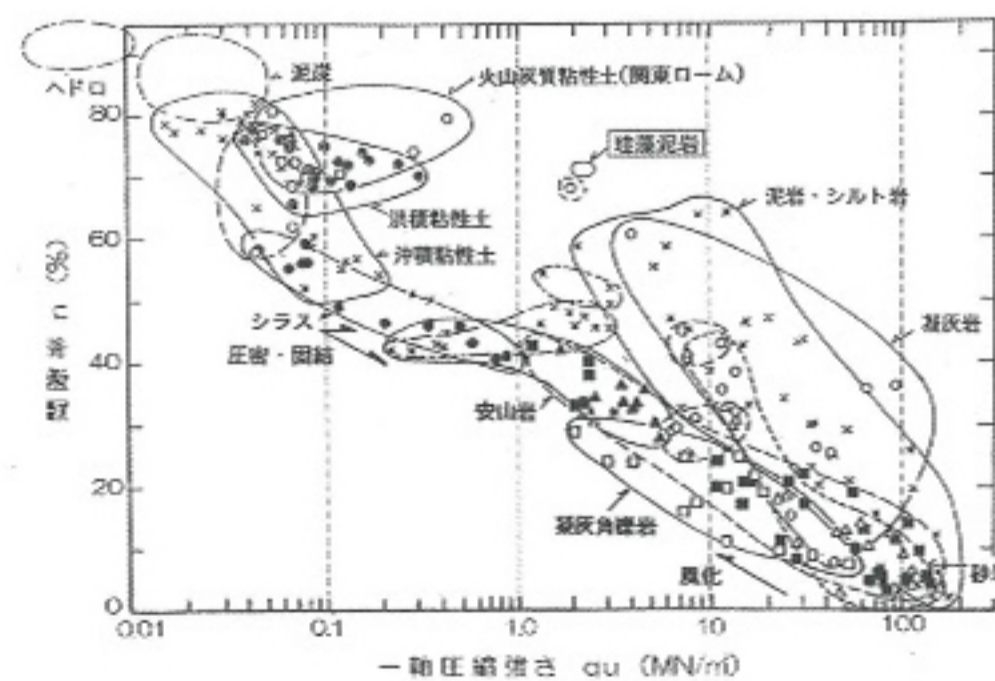 ヘドロ
泥炭
火山灰質粘性土(関東ローム)
珪藻泥岩
泥岩・シルト岩
洪積粘性土
沖積粘性土
シラス
圧密・固結
安山岩
凝灰岩
凝灰角礫岩
風化
砂
80
60
40
20
0
間隙率 n (%)
0.01
0.1
1.0
10
100
一軸圧縮強さ qu (MN/㎡)